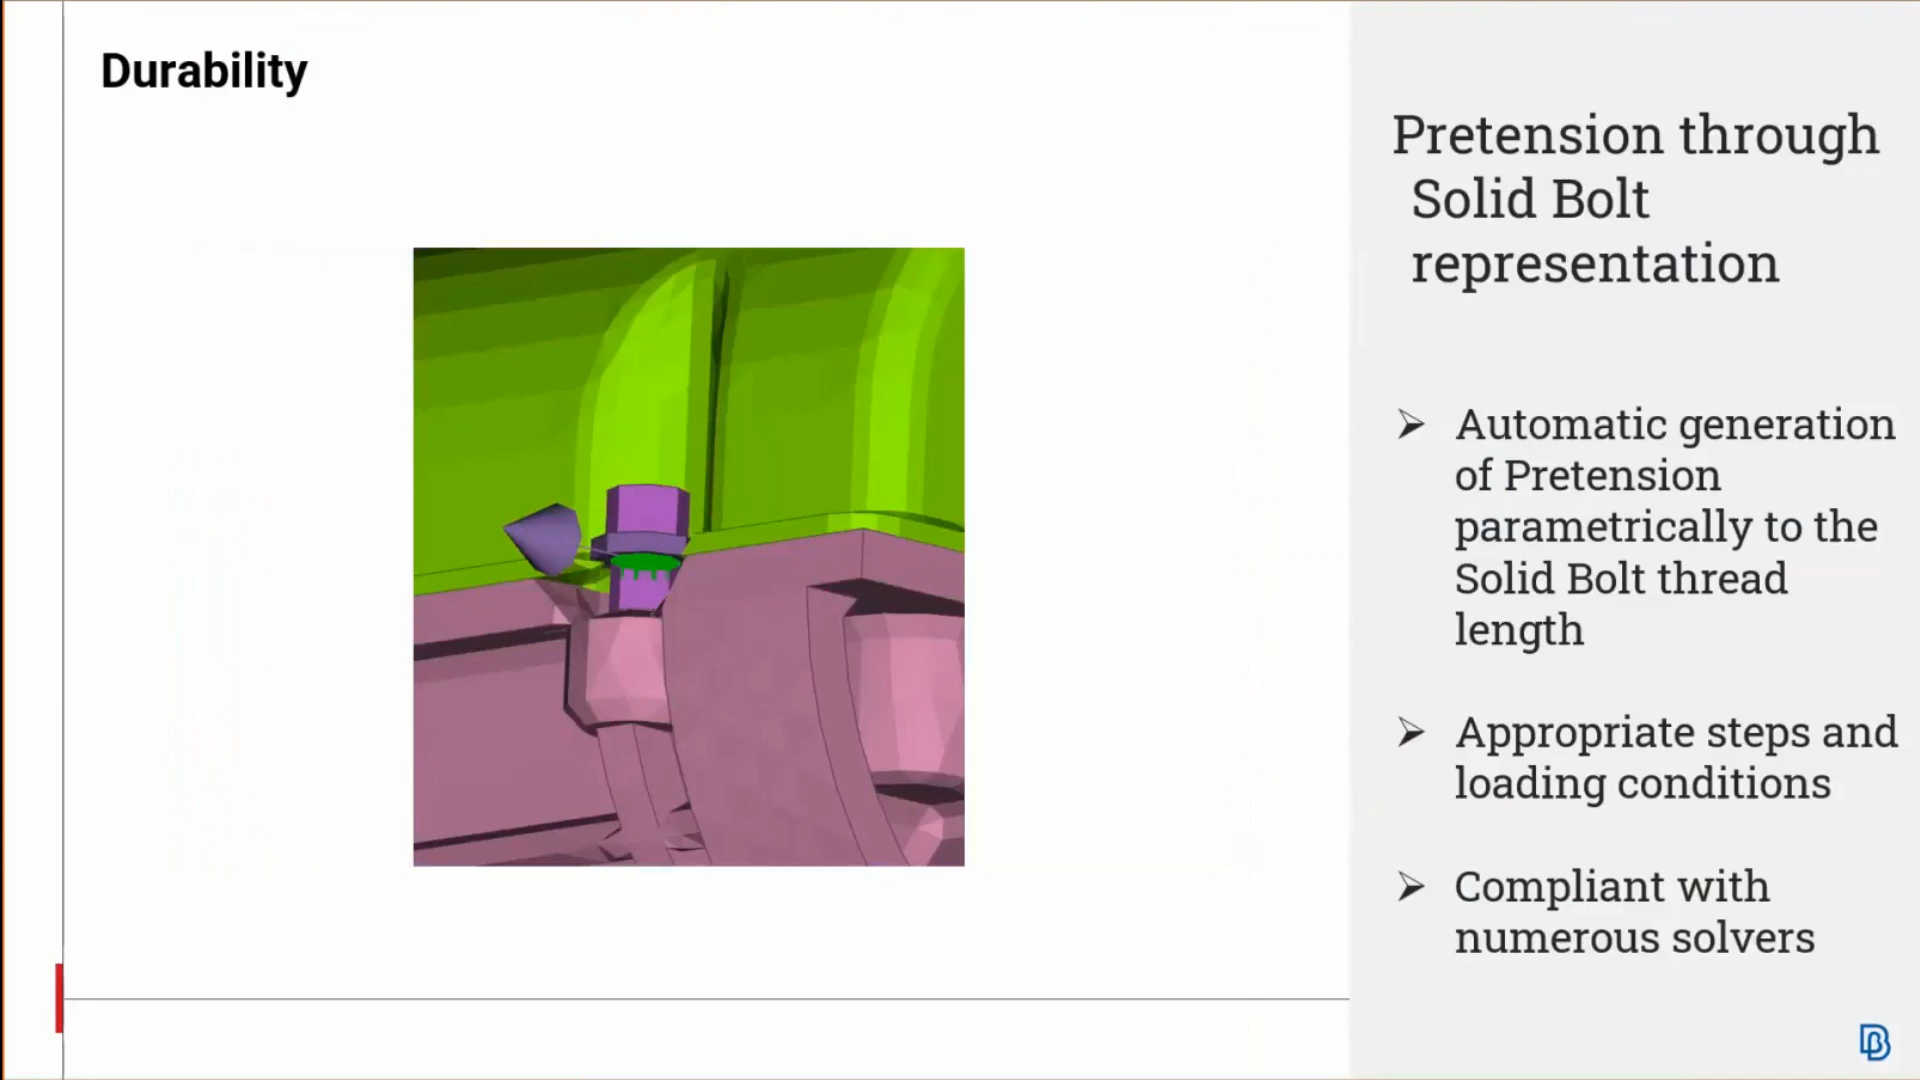 Durability
Pretension through
Solid Bolt
representation
➢ Automatic generation
of Pretension
parametrically to the
Solid Bolt thread
length
➢ Appropriate steps and
loading conditions
➢ Compliant with
numerous solvers